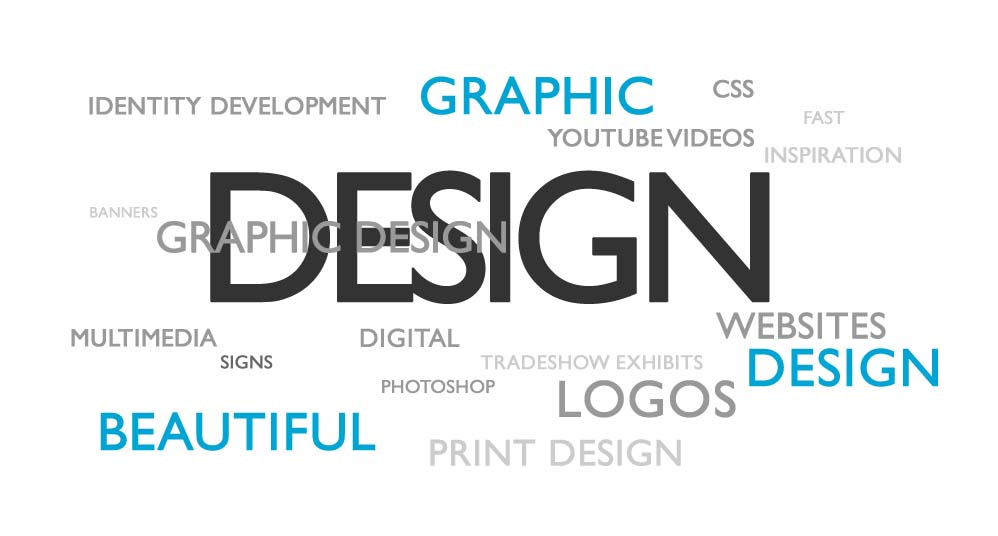 IDENTITY DEVELOPMENT
GRAPHIC
CSS
FAST
YOUTUBE VIDEOS
INSPIRATION
DESIGN
BANNERS
GRAPHIC DESIGN
MULTIMEDIA
DIGITAL
WEBSITES
SIGNS
TRADESHOW EXHIBITS
DESIGN
PHOTOSHOP
LOGOS
BEAUTIFUL
PRINT DESIGN